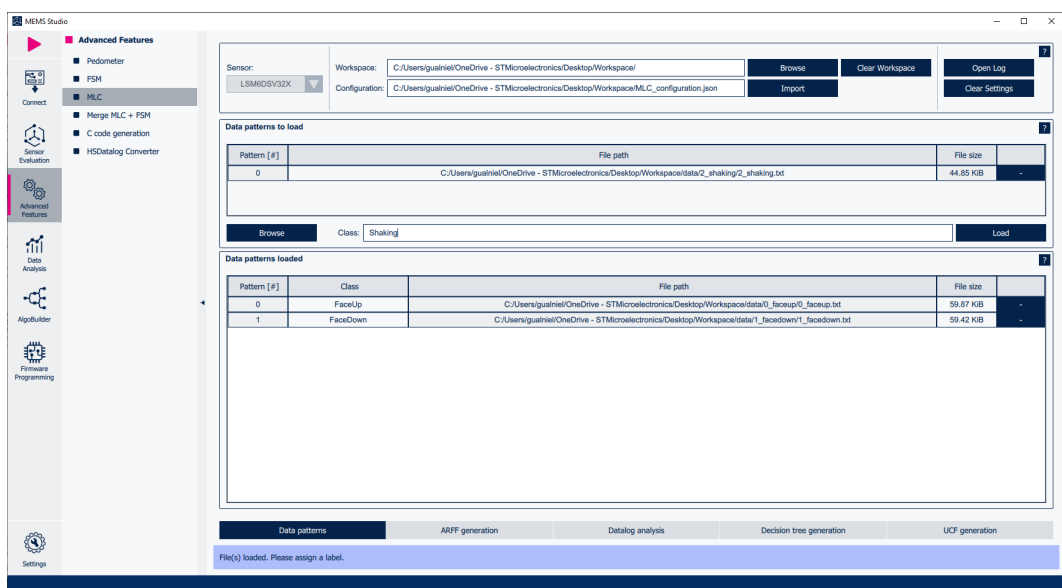 MEMS Studio
Advanced Features
?
Pedometer
FSM
MLC
Merge MLC + FSM
C code generation
HSDatalog Converter
Connect
Sensor Evaluation
Advanced Features
Data Analysis
AlgoBuilder
Firmware Programming
Settings
Sensor:
LSM6DSV32X
Workspace: C:/Users/gualniel/OneDrive - STMicroelectronics/Desktop/Workspace/ Browse Clear Workspace Open Log
Configuration: C:/Users/gualniel/OneDrive - STMicroelectronics/Desktop/Workspace/MLC_configuration.json Import Clear Settings
Data patterns to load ?
Pattern [#] File path File size
0 C:/Users/gualniel/OneDrive - STMicroelectronics/Desktop/Workspace/data/2_shaking/2_shaking.txt 44.85 KiB -
Browse Class: Shaking Load
Data patterns loaded ?
Pattern [#] Class File path File size
0 FaceUp C:/Users/gualniel/OneDrive - STMicroelectronics/Desktop/Workspace/data/0_faceup/0_faceup.txt 59.87 KiB -
1 FaceDown C:/Users/gualniel/OneDrive - STMicroelectronics/Desktop/Workspace/data/1_facedown/1_facedown.txt 59.42 KiB -
Data patterns ARFF generation Datalog analysis Decision tree generation UCF generation
File(s) loaded. Please assign a label.